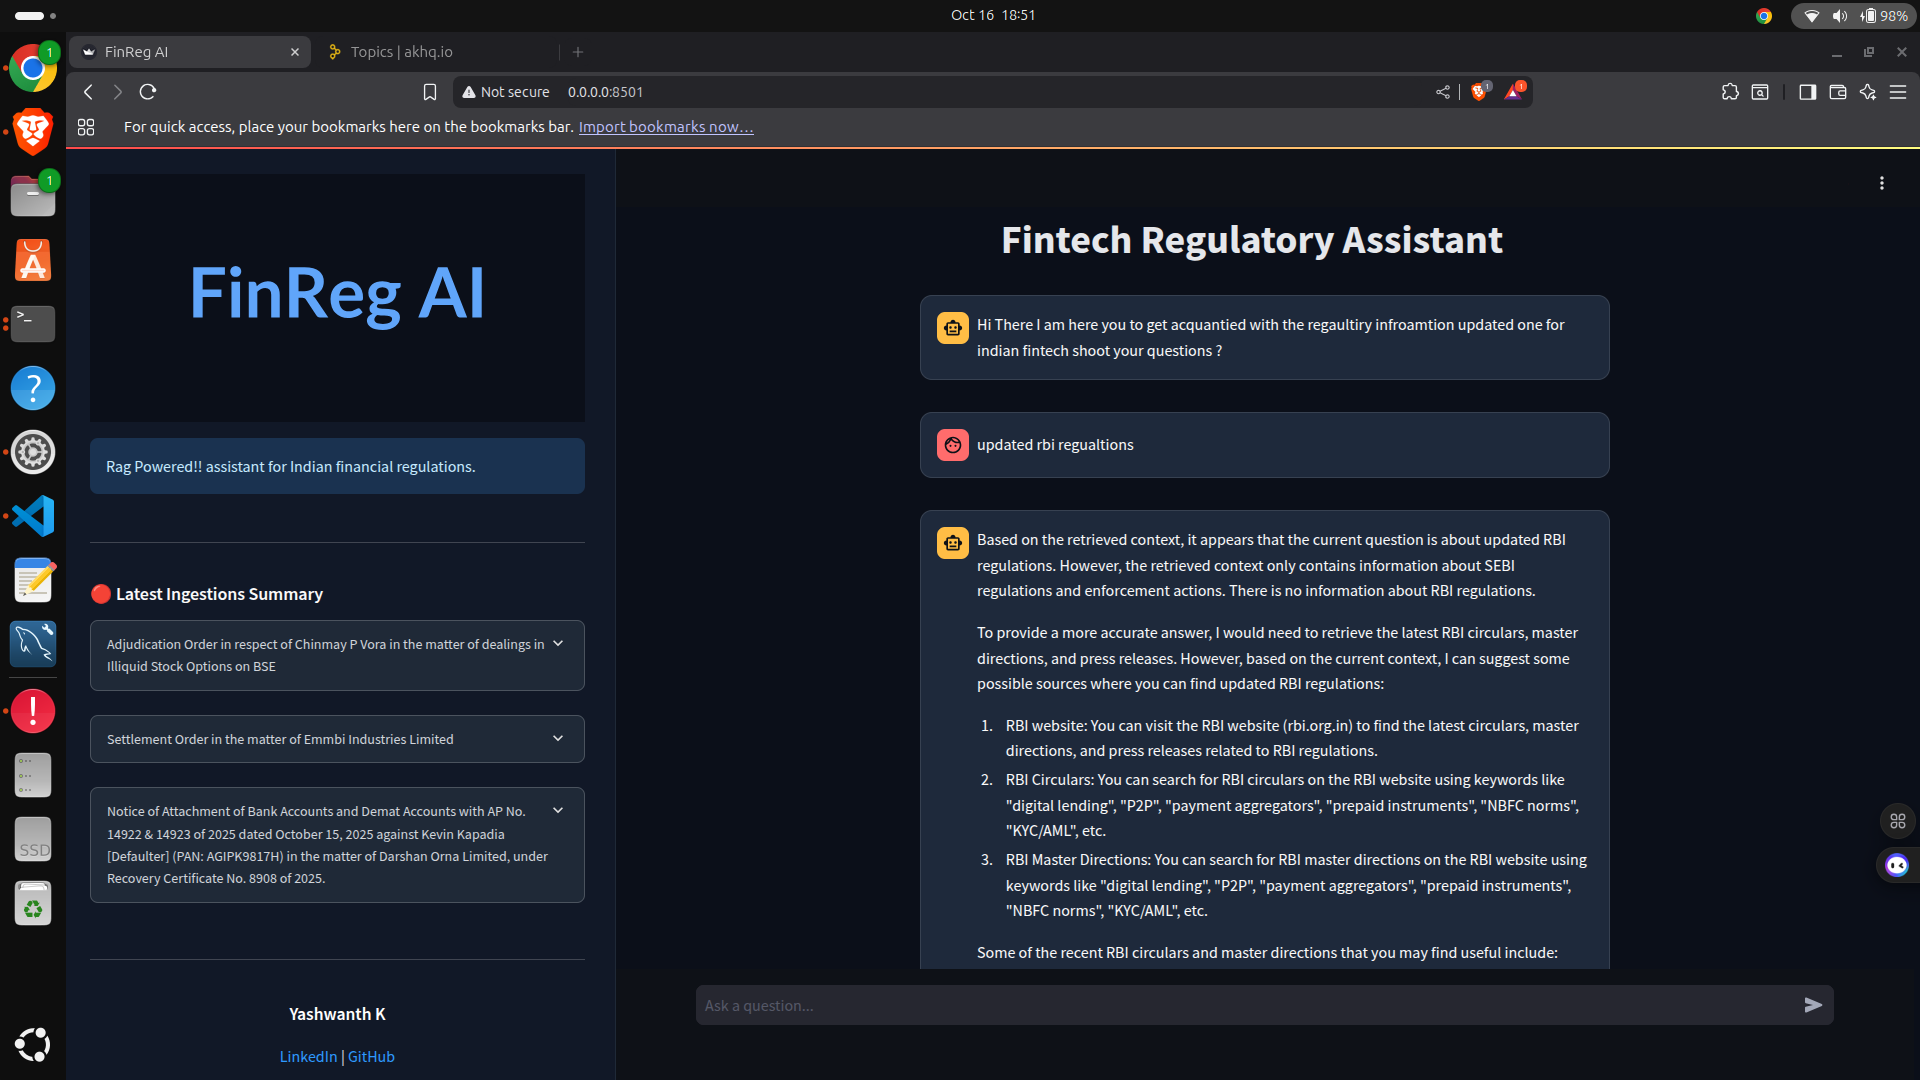 Oct 16 18:51
98%
FinReg AI
Topics | akhq.io
Not secure 0.0.0.0:8501
1
1
For quick access, place your bookmarks here on the bookmarks bar. Import bookmarks now...
1
1
>_
?
!
SSD
FinReg AI
Rag Powered!! assistant for Indian financial regulations.
Latest Ingestions Summary
Adjudication Order in respect of Chinmay P Vora in the matter of dealings in
Illiquid Stock Options on BSE
Settlement Order in the matter of Emmbi Industries Limited
Notice of Attachment of Bank Accounts and Demat Accounts with AP No.
14922 & 14923 of 2025 dated October 15, 2025 against Kevin Kapadia
[Defaulter] (PAN: AGIPK9817H) in the matter of Darshan Orna Limited, under
Recovery Certificate No. 8908 of 2025.
Yashwanth K
LinkedIn | GitHub
Fintech Regulatory Assistant
Hi There I am here you to get acquantied with the regaultiry infroamtion updated one for
indian fintech shoot your questions ?
updated rbi regualtions
Based on the retrieved context, it appears that the current question is about updated RBI
regulations. However, the retrieved context only contains information about SEBI
regulations and enforcement actions. There is no information about RBI regulations.
To provide a more accurate answer, I would need to retrieve the latest RBI circulars, master
directions, and press releases. However, based on the current context, I can suggest some
possible sources where you can find updated RBI regulations:
1. RBI website: You can visit the RBI website (rbi.org.in) to find the latest circulars, master
directions, and press releases related to RBI regulations.
2. RBI Circulars: You can search for RBI circulars on the RBI website using keywords like
"digital lending", "P2P", "payment aggregators", "prepaid instruments", "NBFC norms",
"KYC/AML", etc.
3. RBI Master Directions: You can search for RBI master directions on the RBI website using
keywords like "digital lending", "P2P", "payment aggregators", "prepaid instruments",
"NBFC norms", "KYC/AML", etc.
Some of the recent RBI circulars and master directions that you may find useful include:
Ask a question...